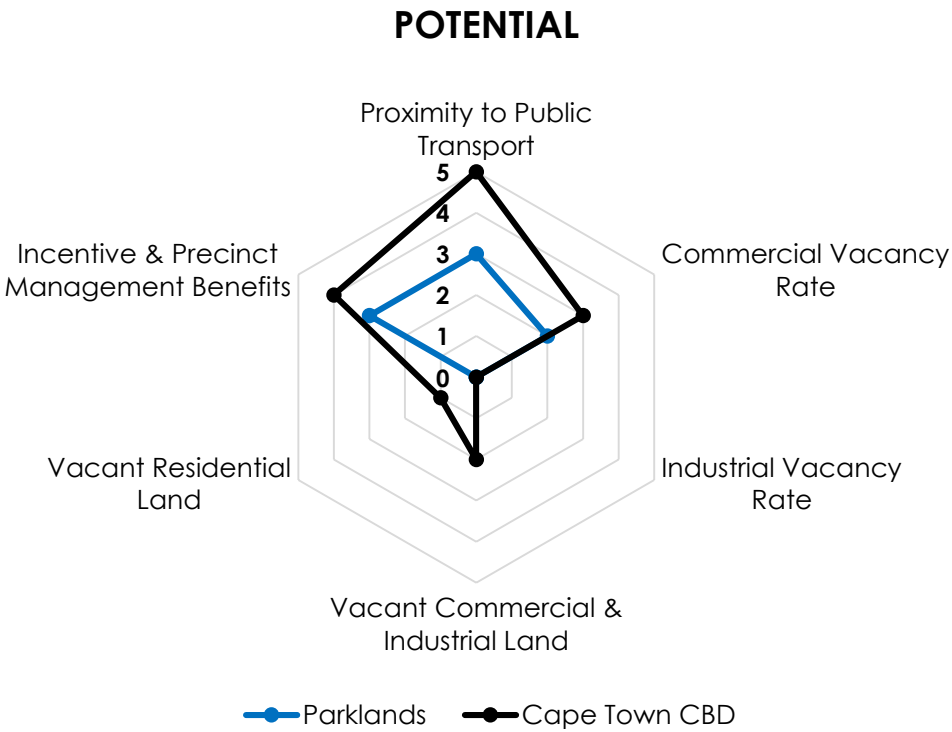 POTENTIAL
Proximity to Public
Transport
5
4
3
2
1
0
Incentive & Precinct
Management Benefits
Commercial Vacancy
Rate
Vacant Residential
Land
Industrial Vacancy
Rate
Vacant Commercial &
Industrial Land
Parklands
Cape Town CBD